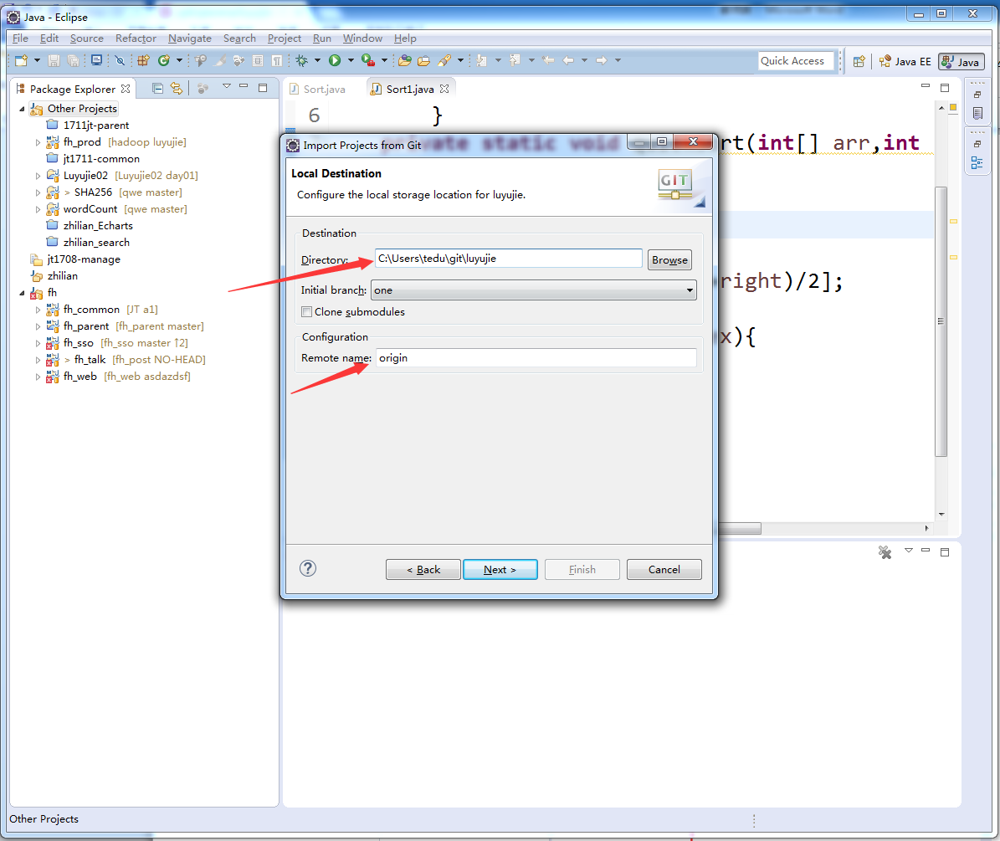 Java - Eclipse
File Edit Source Refactor Navigate Search Project Run Window Help
Quick Access Java EE Java
Package Explorer
Other Projects
1711jt-parent
fh_prod [hadoop luyujie]
jt1711-common
Luyujie02 [Luyujie02 day01]
> SHA256 [qwe master]
wordCount [qwe master]
zhilian_Echarts
zhilian_search
jt1708-manage
zhilian
fh
fh_common [JT a1]
fh_parent [fh_parent master]
fh_sso [fh_sso master ↑2]
> fh_talk [fh_post NO-HEAD]
fh_web [fh_web asdazdsf]
Sort.java Sort1.java
6 }
private static void rt(int[] arr,int
right)/2];
x){
Import Projects from Git
Local Destination
Configure the local storage location for luyujie.
GIT
Destination
Directory: C:\Users\tedu\git\luyujie Browse
Initial branch: one
Clone submodules
Configuration
Remote name: origin
? < Back Next > Finish Cancel
Other Projects